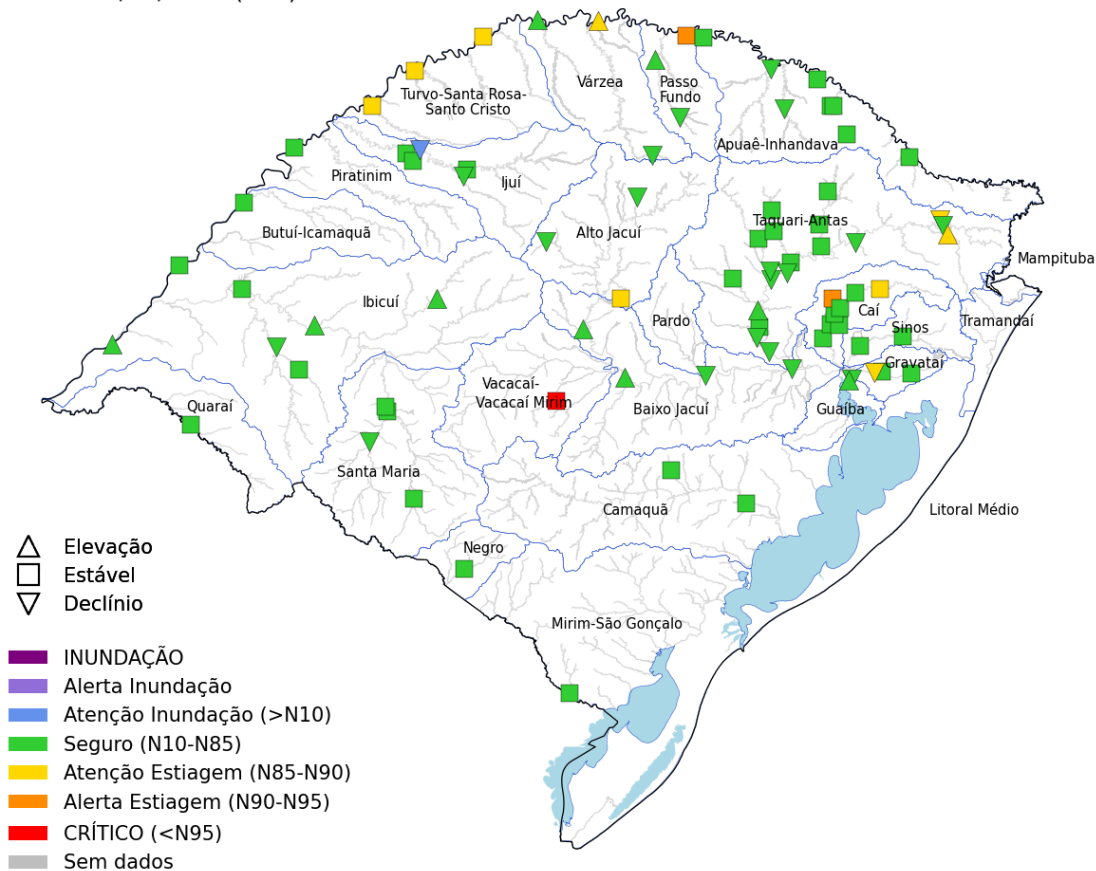 Várzea
Passo
Fundo
Turvo-Santa Rosa-
Santo Cristo
Apuaê-Inhandava
Piratinim
Ijuí
Taquari-Antas
Butuí-Icamaquã
Alto Jacuí
Mampituba
Ibicuí
Caí
Pardo
Sinos
Tramandaí
Gravataí
Vacacaí-
Vacacaí Mirim
Quaraí
Baixo Jacuí
Guaíba
Santa Maria
Camaquã
Litoral Médio
Negro
Mirim-São Gonçalo
Elevação
Estável
Declínio
INUNDAÇÃO
Alerta Inundação
Atenção Inundação (>N10)
Seguro (N10-N85)
Atenção Estiagem (N85-N90)
Alerta Estiagem (N90-N95)
CRÍTICO (<N95)
Sem dados